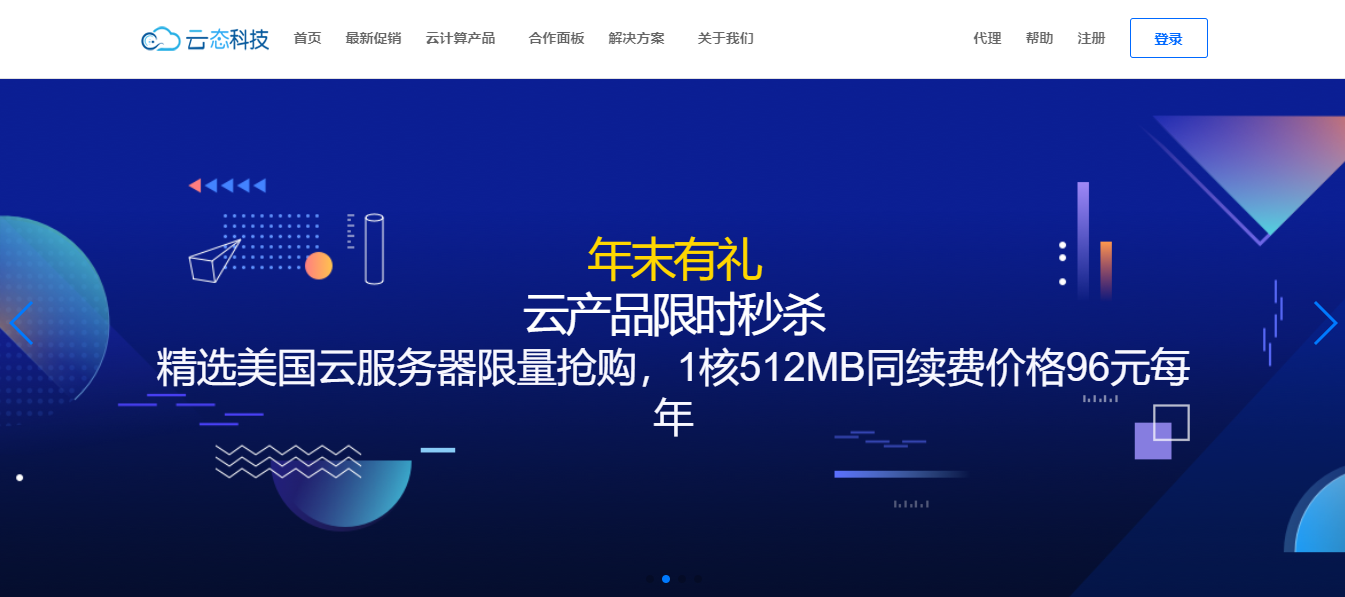 云态科技 首页 最新促销 云计算产品 合作面板 解决方案 关于我们 代理 帮助 注册 登录
年末有礼
云产品限时秒杀
精选美国云服务器限量抢购，1核512MB同续费价格96元每
年